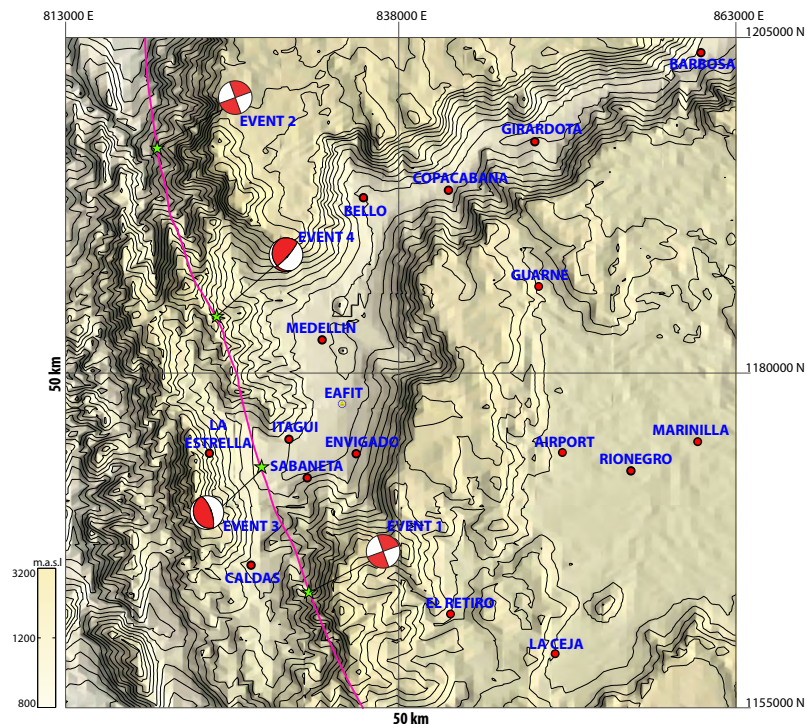 813000 E
838000 E
863000 E
1205000 N
BARBOSA
EVENT 2
GIRARDOTA
COPACABANA
BELLO
EVENT 4
GUARNE
MEDELLIN
50 km
1180000 N
EAFIT
LA
ESTRELLA
ITAGUI
ENVIGADO
AIRPORT
MARINILLA
SABANETA
RIONEGRO
EVENT 3
EVENT 1
m.a.s.l
3200
CALDAS
EL RETIRO
1200
LA CEJA
800
50 km
1155000 N